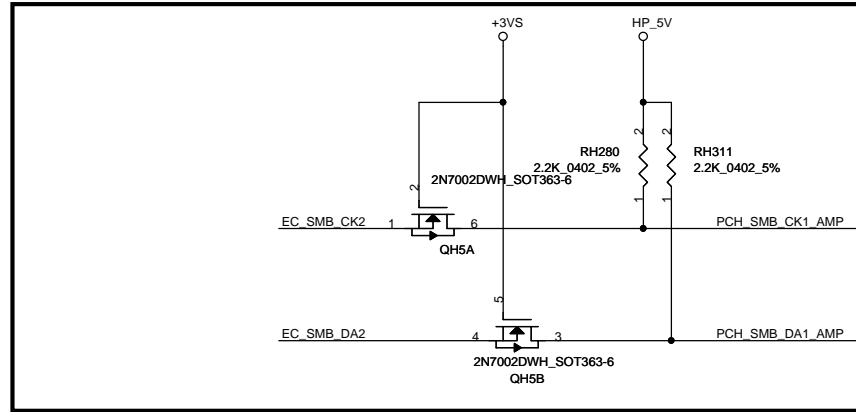 +3VS
HP_5V
2
2
RH280
RH311
2.2K_0402_5%
2.2K_0402_5%
2N7002DWH_SOT363-6
2
1
1
EC_SMB_CK2
1
6
PCH_SMB_CK1_AMP
QH5A
5
EC_SMB_DA2
4
3
PCH_SMB_DA1_AMP
2N7002DWH_SOT363-6
QH5B